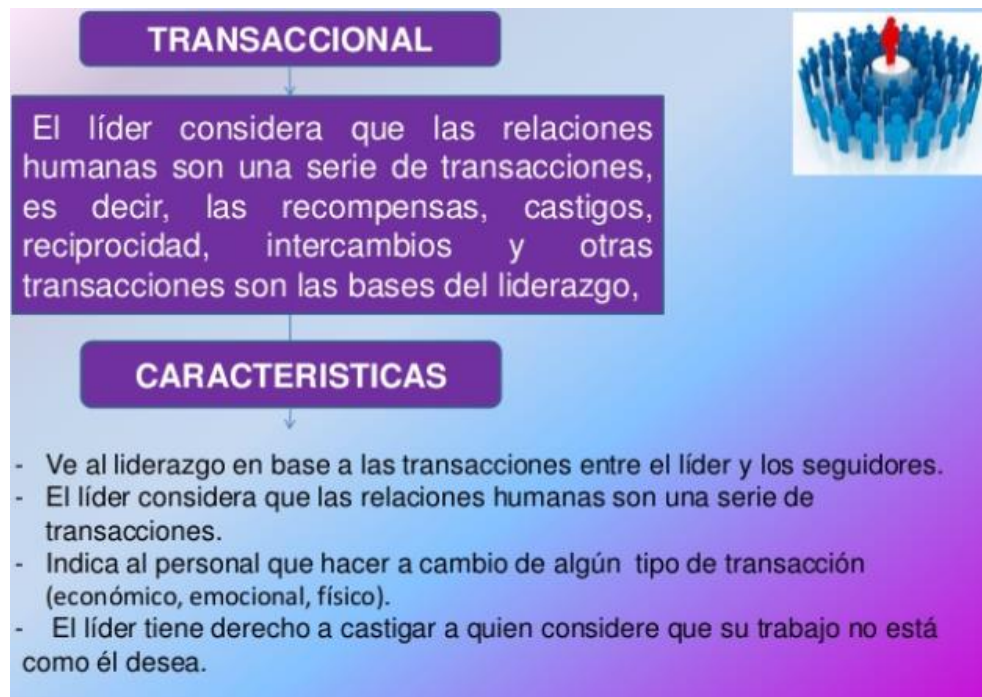 TRANSACCIONAL
El líder considera que las relaciones
humanas son una serie de transacciones,
es decir, las recompensas, castigos,
reciprocidad, intercambios y otras
transacciones son las bases del liderazgo,
CARACTERISTICAS
- Ve al liderazgo en base a las transacciones entre el líder y los seguidores.
- El líder considera que las relaciones humanas son una serie de
transacciones.
- Indica al personal que hacer a cambio de algún tipo de transacción
(económico, emocional, físico).
- El líder tiene derecho a castigar a quien considere que su trabajo no está
como él desea.